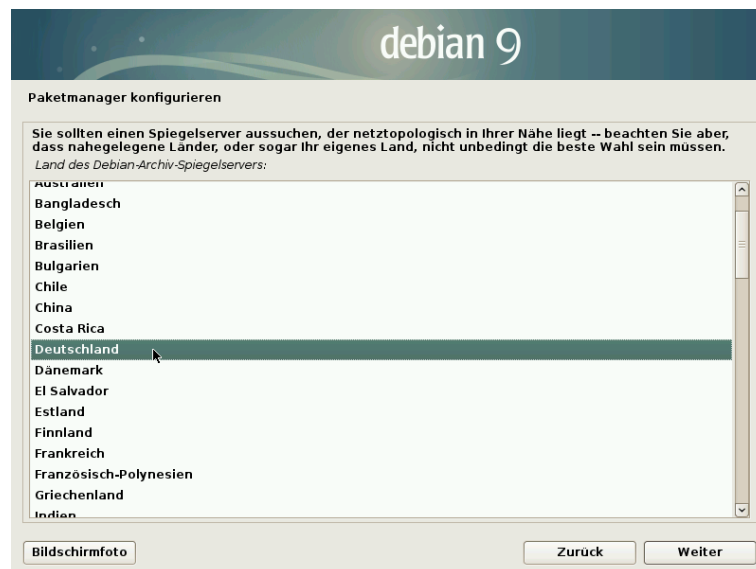 debian 9
Paketmanager konfigurieren
Sie sollten einen Spiegelserver aussuchen, der netztopologisch in Ihrer Nähe liegt -- beachten Sie aber,
dass nahegelegene Länder, oder sogar Ihr eigenes Land, nicht unbedingt die beste Wahl sein müssen.
Land des Debian-Archiv-Spiegelservers:
Australien
Bangladesch
Belgien
Brasilien
Bulgarien
Chile
China
Costa Rica
Deutschland
Dänemark
El Salvador
Estland
Finnland
Frankreich
Französisch-Polynesien
Griechenland
Indien
Bildschirmfoto
Zurück
Weiter